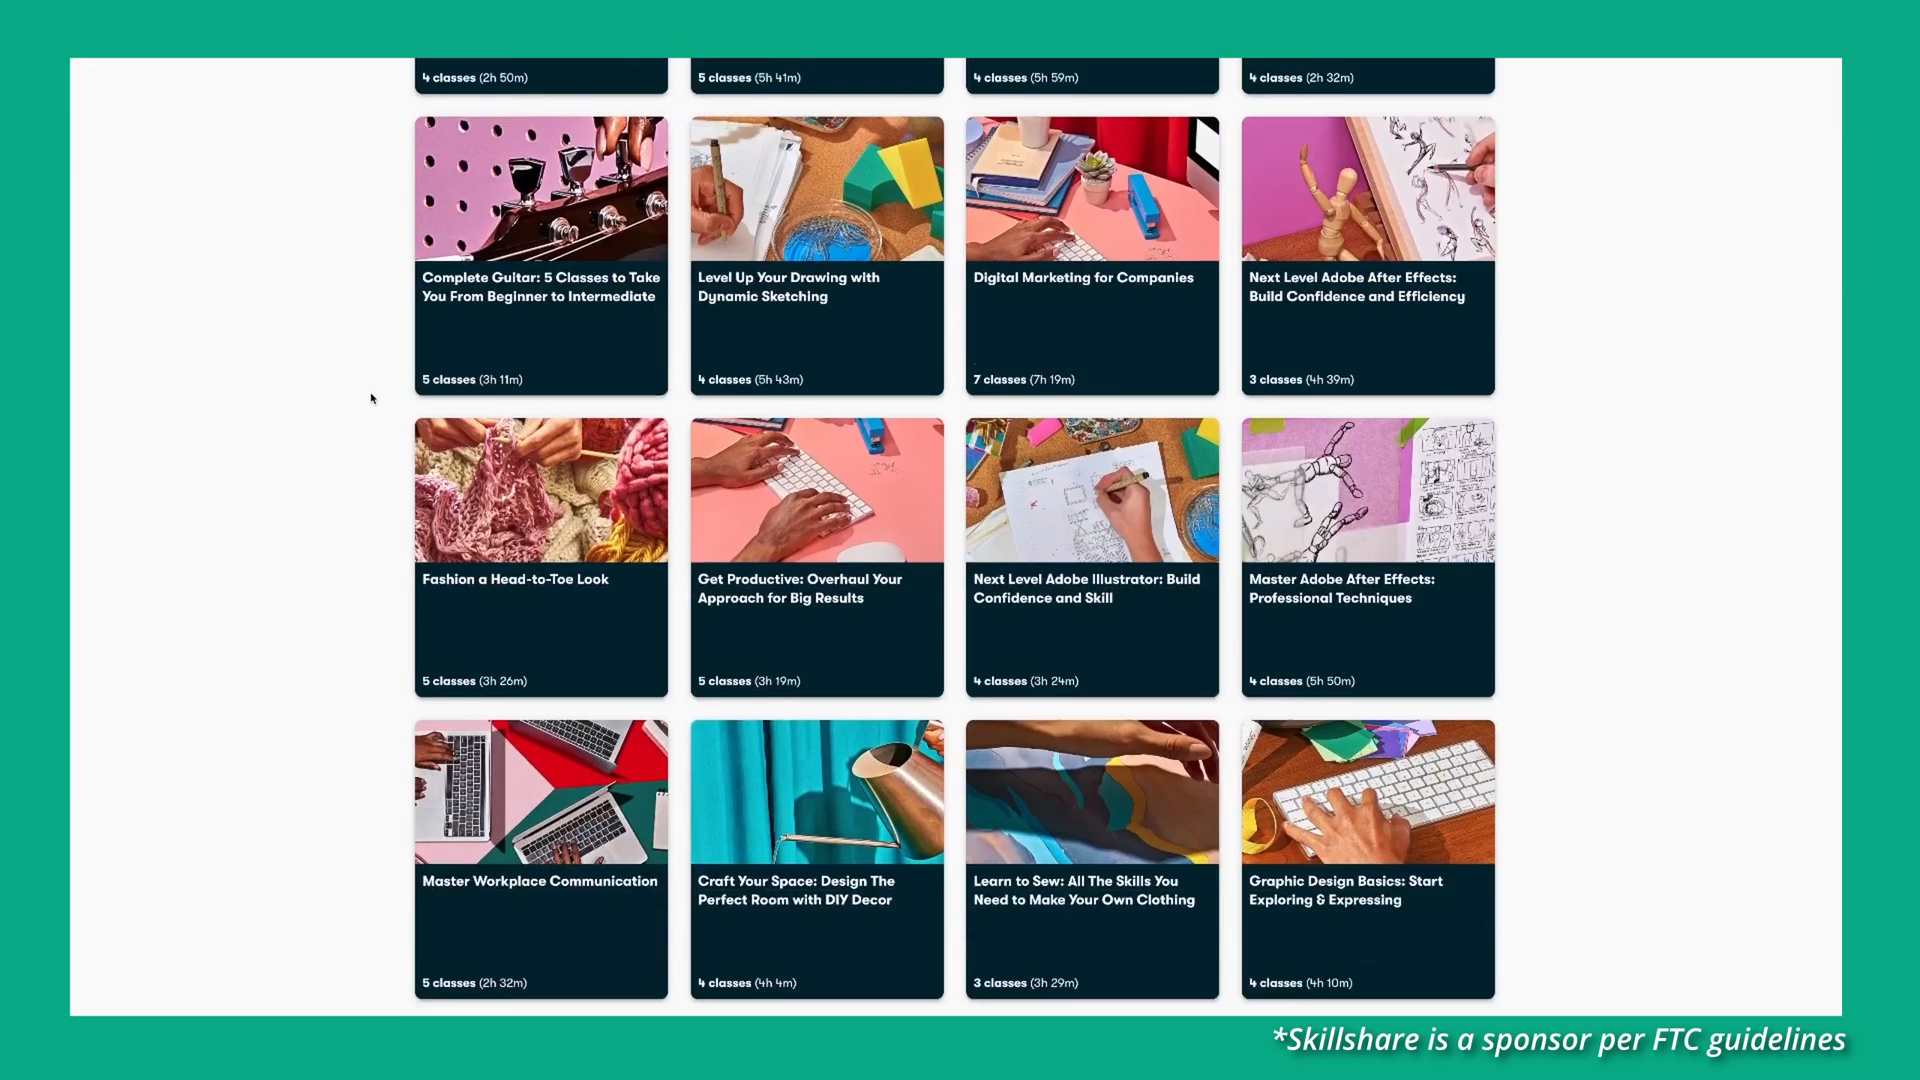 4 classes (2h 50m)
5 classes (5h 41m)
4 classes (5h 59m)
4 classes (2h 32m)
Complete Guitar: 5 Classes to Take
You From Beginner to Intermediate
5 classes (3h 11m)
Level Up Your Drawing with
Dynamic Sketching
4 classes (5h 43m)
Digital Marketing for Companies
7 classes (7h 19m)
Next Level Adobe After Effects:
Build Confidence and Efficiency
3 classes (4h 39m)
Fashion a Head-to-Toe Look
5 classes (3h 26m)
Get Productive: Overhaul Your
Approach for Big Results
5 classes (3h 19m)
Next Level Adobe Illustrator: Build
Confidence and Skill
4 classes (3h 24m)
Master Adobe After Effects:
Professional Techniques
4 classes (5h 50m)
Master Workplace Communication
5 classes (2h 32m)
Craft Your Space: Design The
Perfect Room with DIY Decor
4 classes (4h 4m)
Learn to Sew: All The Skills You
Need to Make Your Own Clothing
3 classes (3h 29m)
Graphic Design Basics: Start
Exploring & Expressing
4 classes (4h 10m)
*Skillshare is a sponsor per FTC guidelines